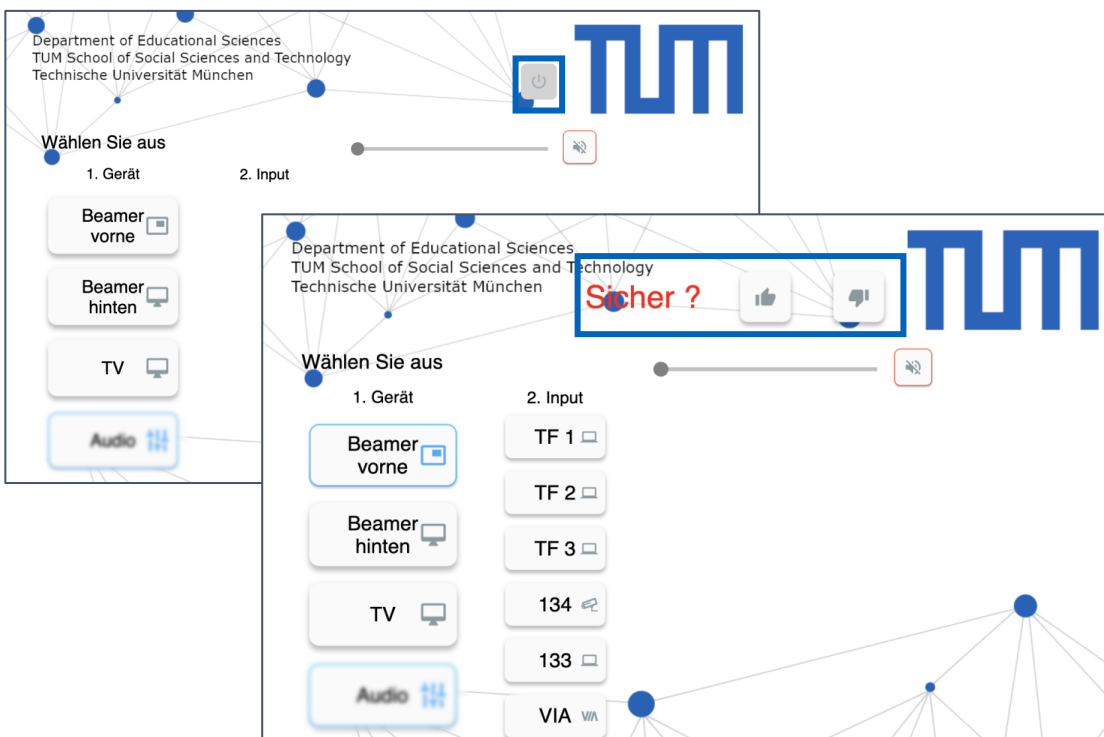 Department of Educational Sciences
TUM School of Social Sciences and Technology
Technische Universität München
TUM
Wählen Sie aus
1. Gerät
2. Input
Beamer
vorne
Beamer
hinten
TV
Audio
Department of Educational Sciences
TUM School of Social Sciences and Technology
Technische Universität München
Sicher ?
TUM
Wählen Sie aus
1. Gerät
2. Input
Beamer
vorne
Beamer
hinten
TV
Audio
TF 1
TF 2
TF 3
134
133
VIA VIA